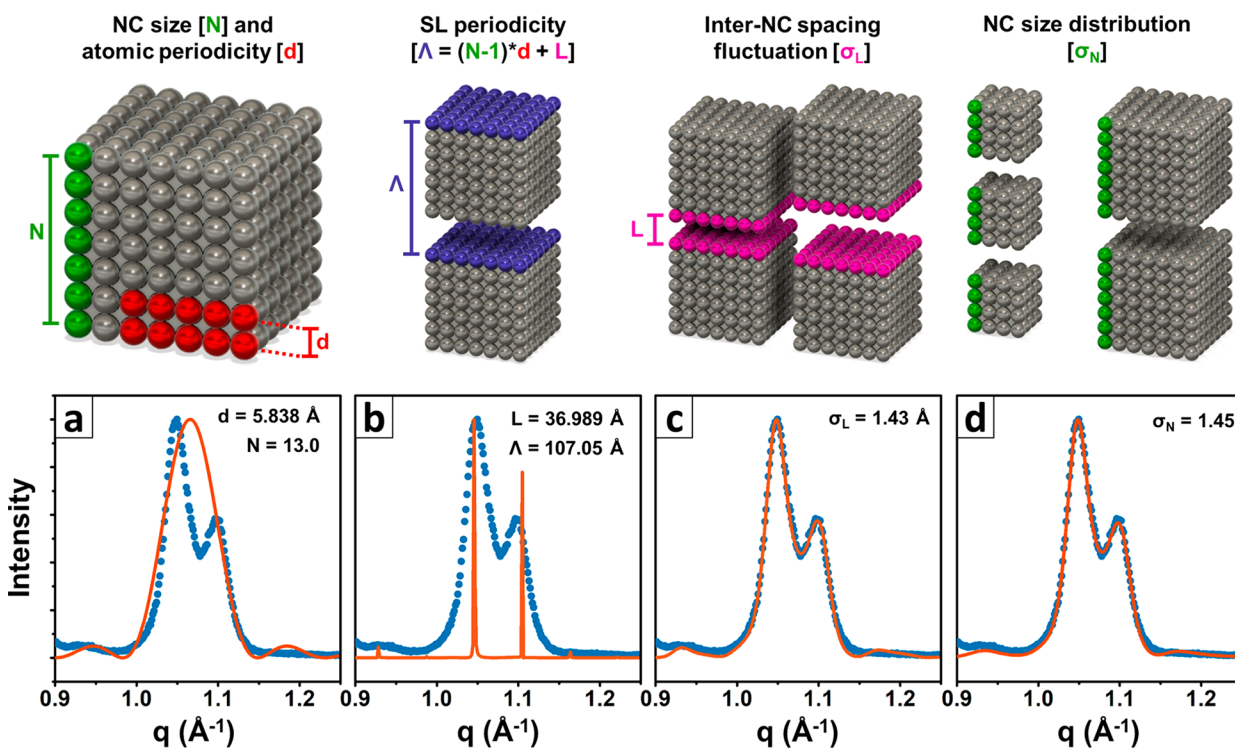 NC size [N] and
atomic periodicity [d]
SL periodicity
[Λ = (N-1)*d + L]
Inter-NC spacing
fluctuation [σL]
NC size distribution
[σN]
N
d
Λ
L
a
d = 5.838 Å
N = 13.0
b
L = 36.989 Å
Λ = 107.05 Å
c
σL = 1.43 Å
d
σN = 1.45
Intensity
0.9 1.0 1.1 1.2
0.9 1.0 1.1 1.2
0.9 1.0 1.1 1.2
0.9 1.0 1.1 1.2
q (Å-1)
q (Å-1)
q (Å-1)
q (Å-1)